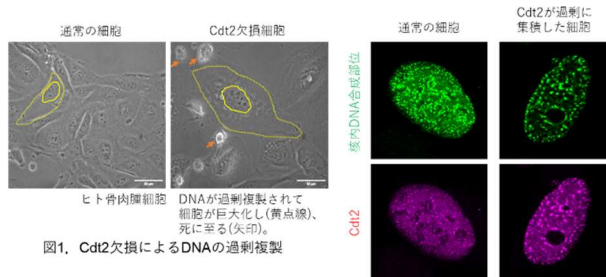 通常の細胞
Cdt2欠損細胞
ヒト骨肉腫細胞
DNAが過剰複製されて
細胞が巨大化し(黄点線)、
死に至る(矢印)。
図1, Cdt2欠損によるDNAの過剰複製
通常の細胞
Cdt2が過剰に
集積した細胞
核内DNA合成部位
Cdt2